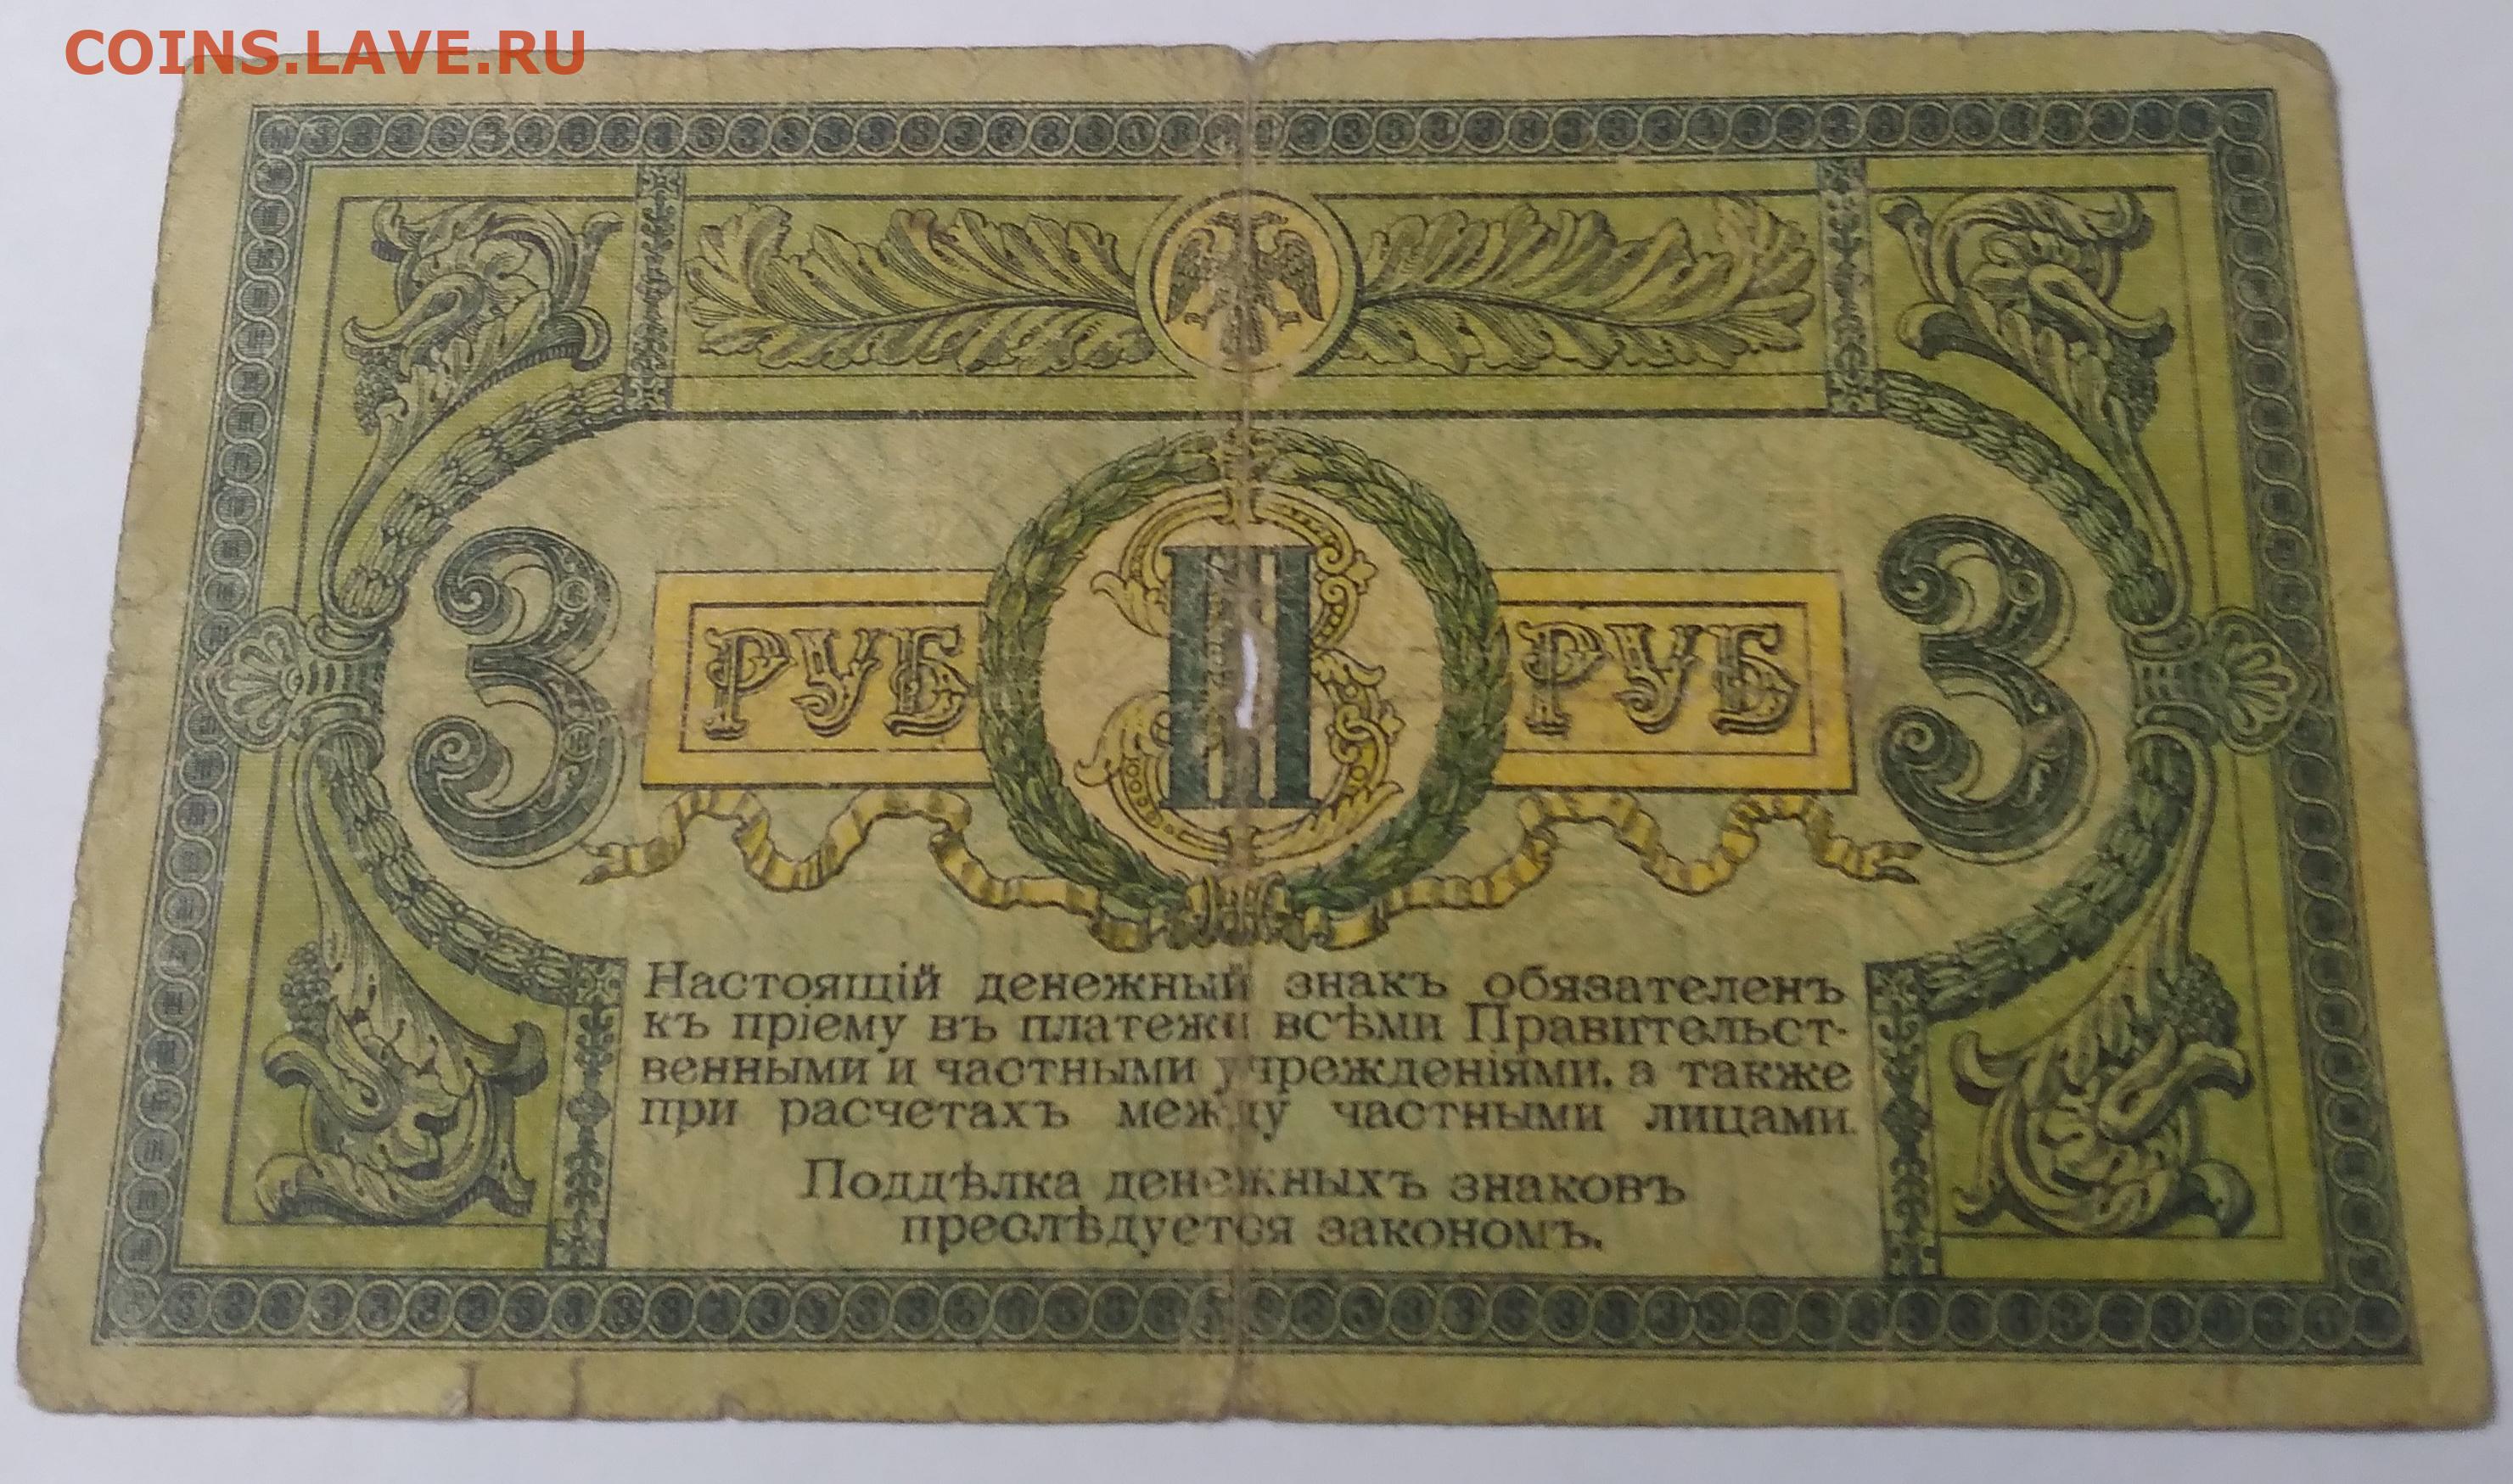 COINS.LAVE.RU
3 РУБ III РУБ 3
Настоящій денежный знакъ обязателенъ
къ пріему въ платежи всѣми Правительст-
венными и частными учрежденіями, а также
при расчетахъ между частными лицами.
Поддѣлка денежныхъ знаковъ
преслѣдуется закономъ.